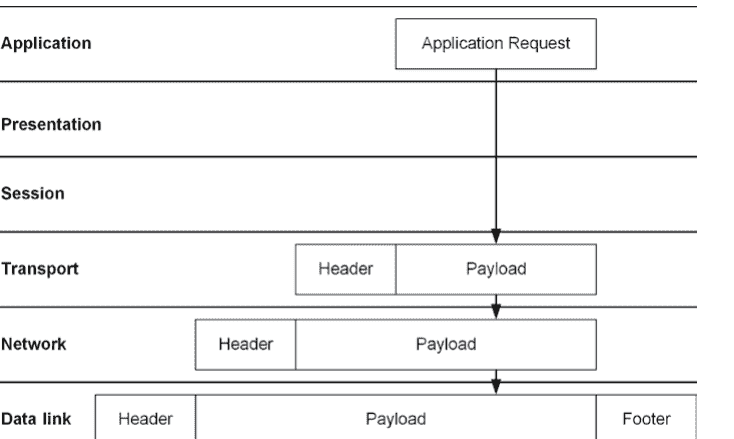 Application
Application Request
Presentation
Session
Transport
Header
Payload
Network
Header
Payload
Data link
Header
Payload
Footer